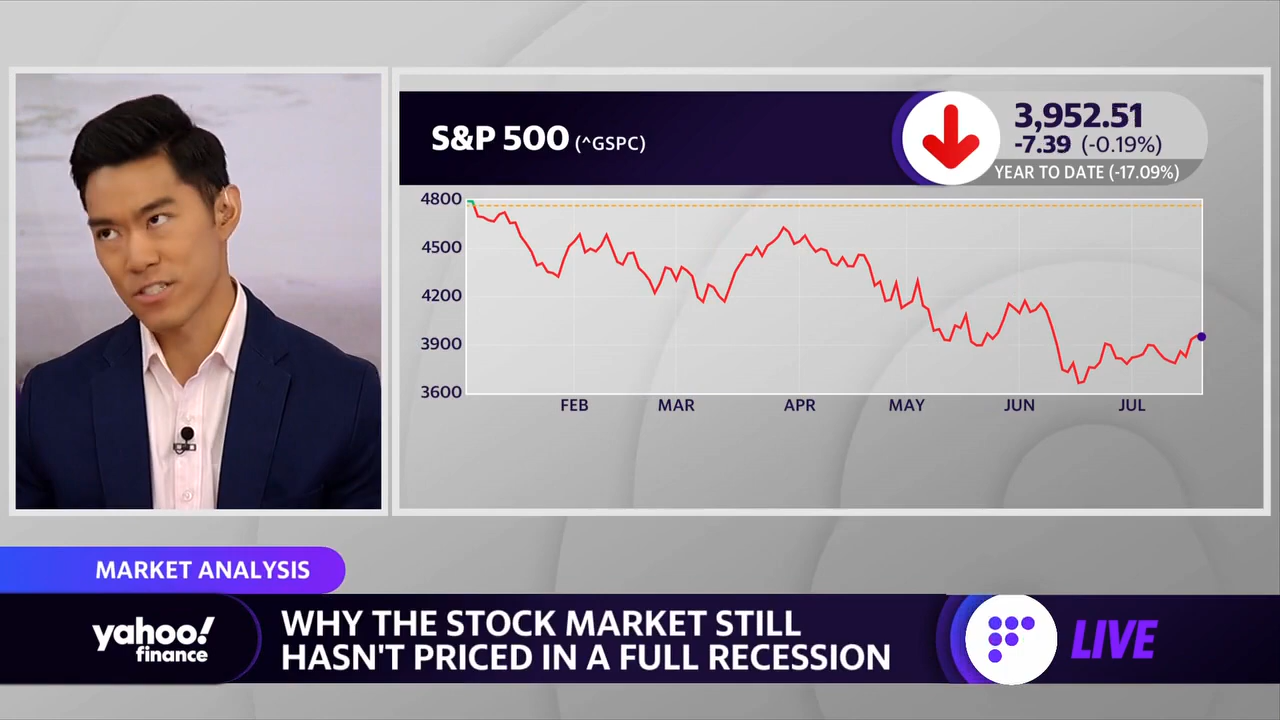 S&P 500 (^GSPC)
3,952.51
-7.39 (-0.19%)
YEAR TO DATE (-17.09%)
4800
4500
4200
3900
3600
FEB MAR APR MAY JUN JUL
MARKET ANALYSIS
yahoo!
finance
WHY THE STOCK MARKET STILL
HASN'T PRICED IN A FULL RECESSION
LIVE